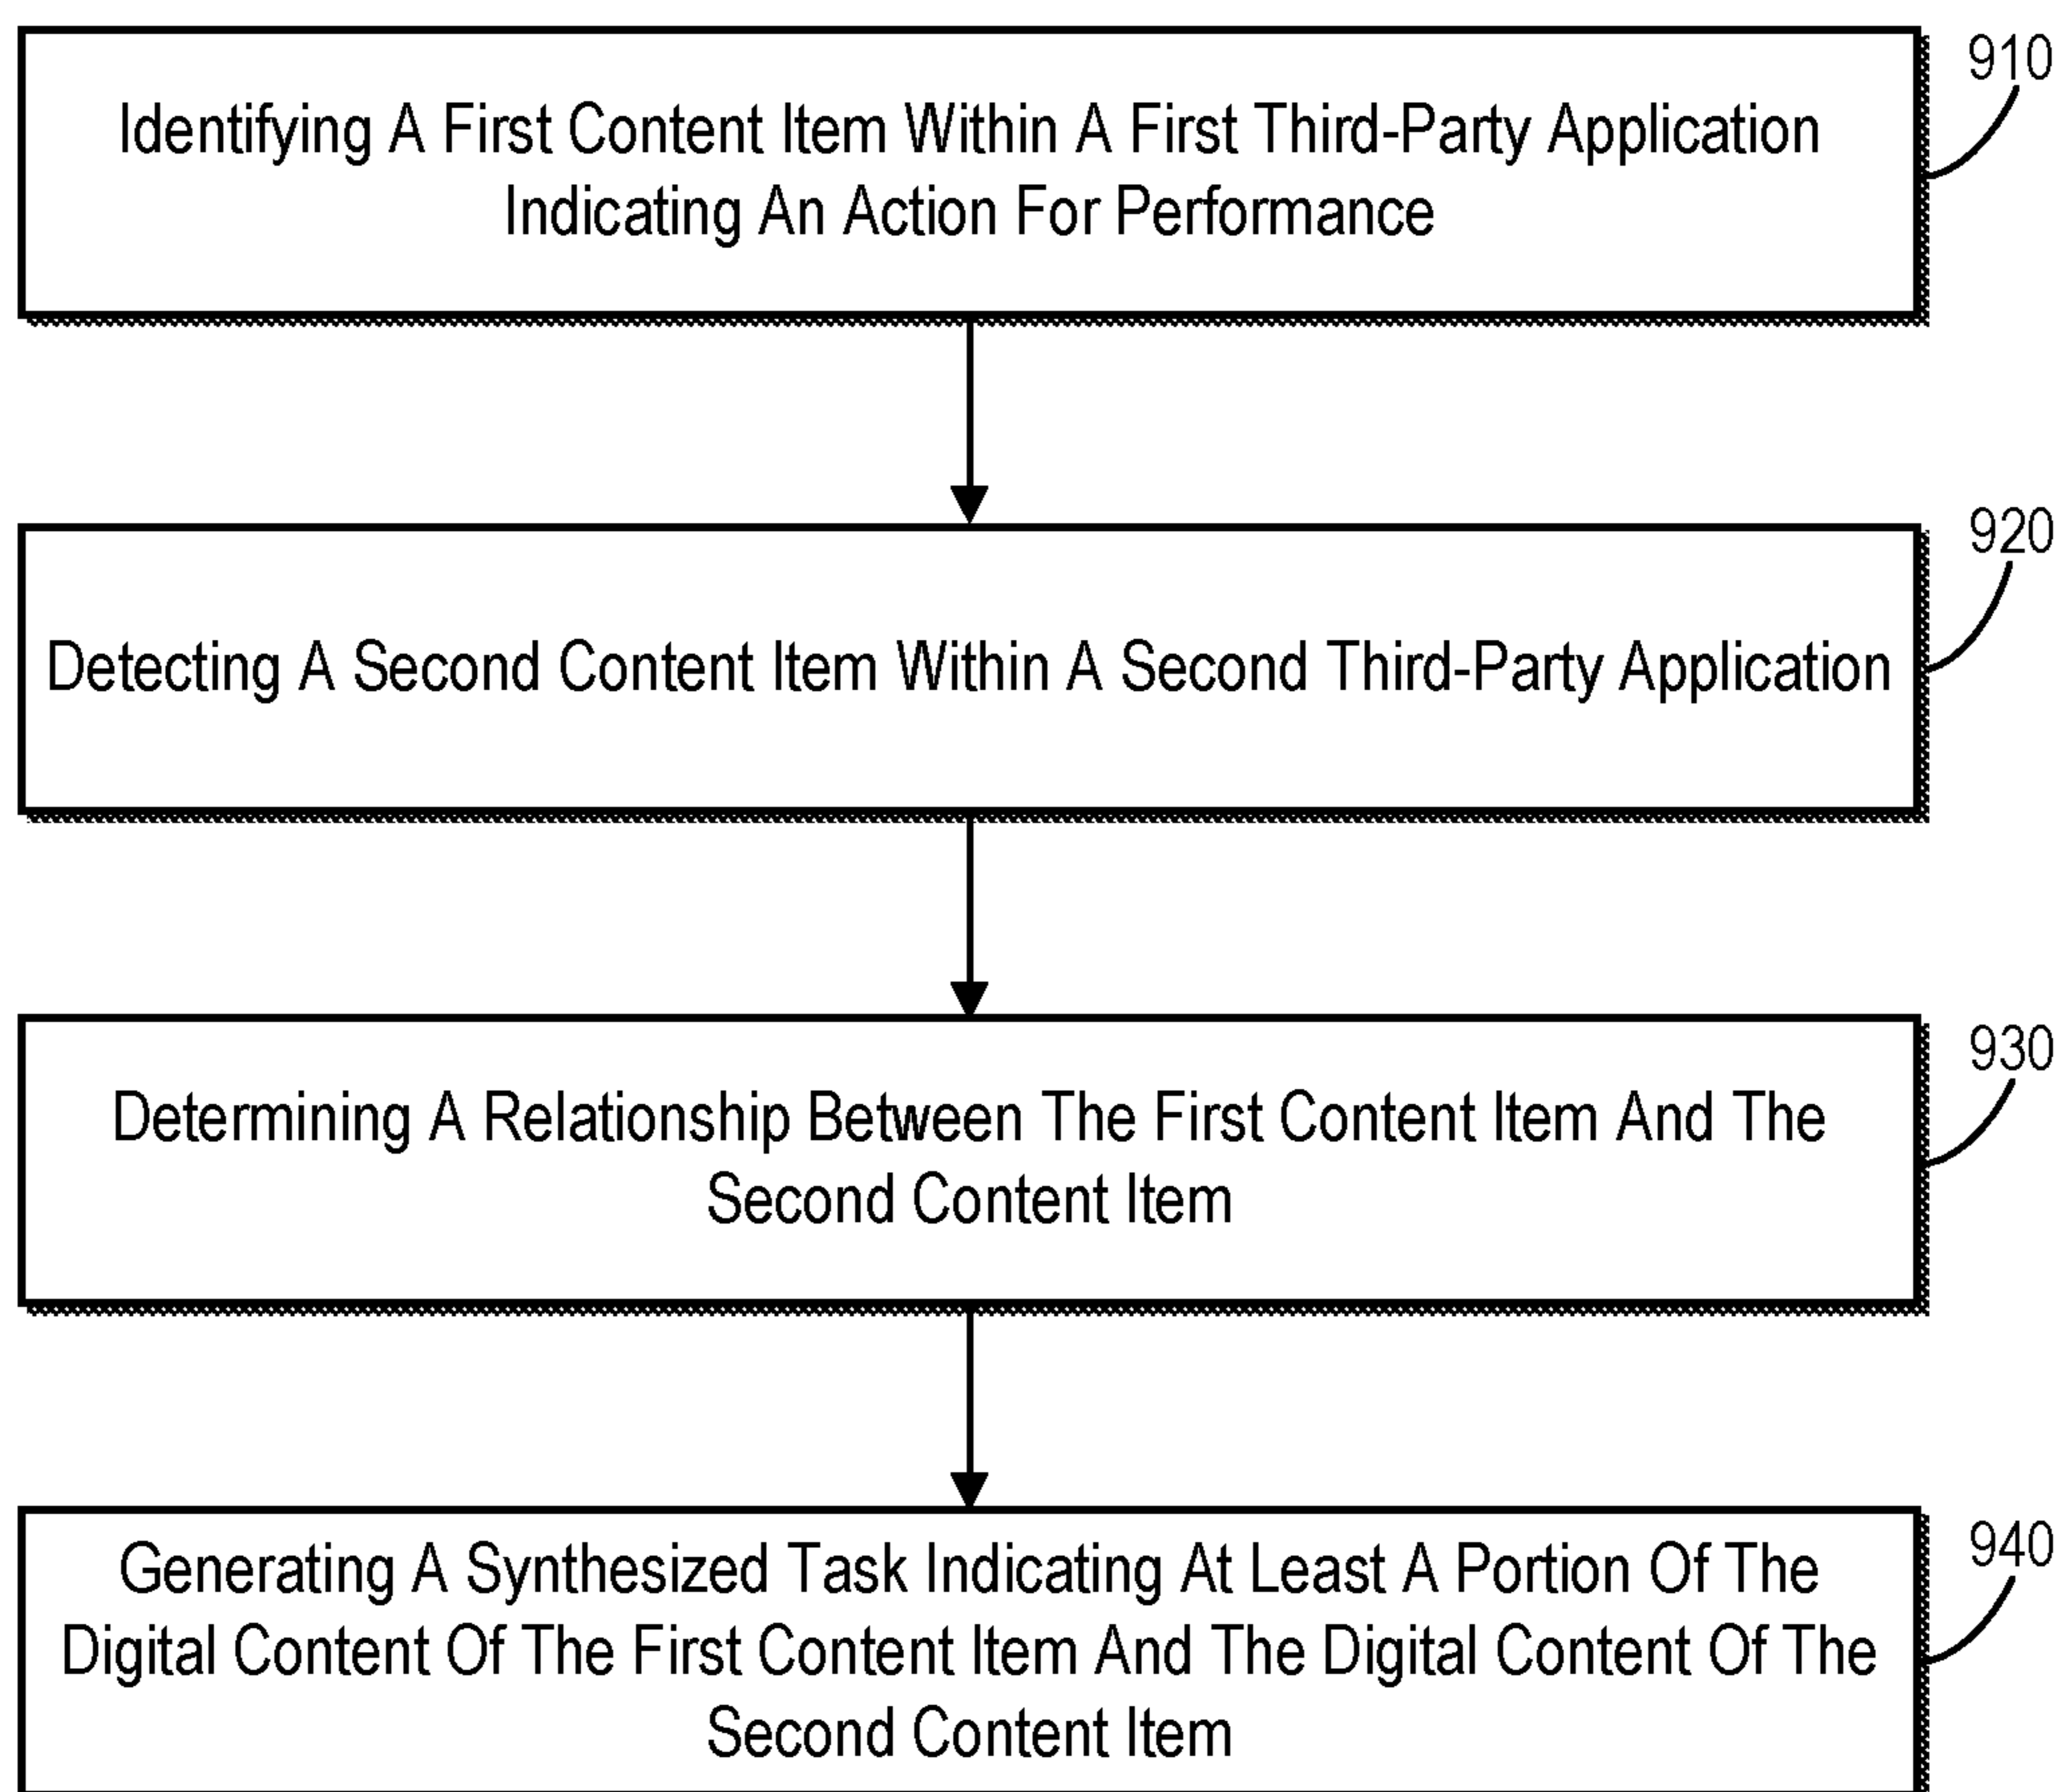 910
Identifying A First Content Item Within A First Third-Party Application
Indicating An Action For Performance
920
Detecting A Second Content Item Within A Second Third-Party Application
930
Determining A Relationship Between The First Content Item And The
Second Content Item
940
Generating A Synthesized Task Indicating At Least A Portion Of The
Digital Content Of The First Content Item And The Digital Content Of The
Second Content Item